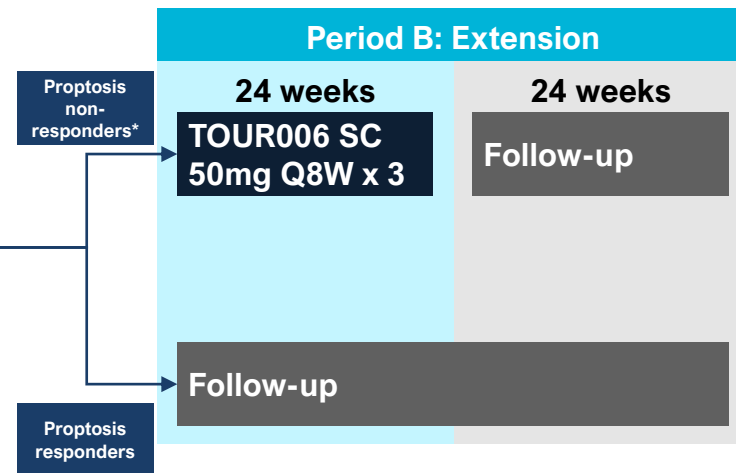 Period B: Extension
Proptosis
non-
responders*
24 weeks
24 weeks
TOUR006 SC
50mg Q8W x 3
Follow-up
Follow-up
Proptosis
responders